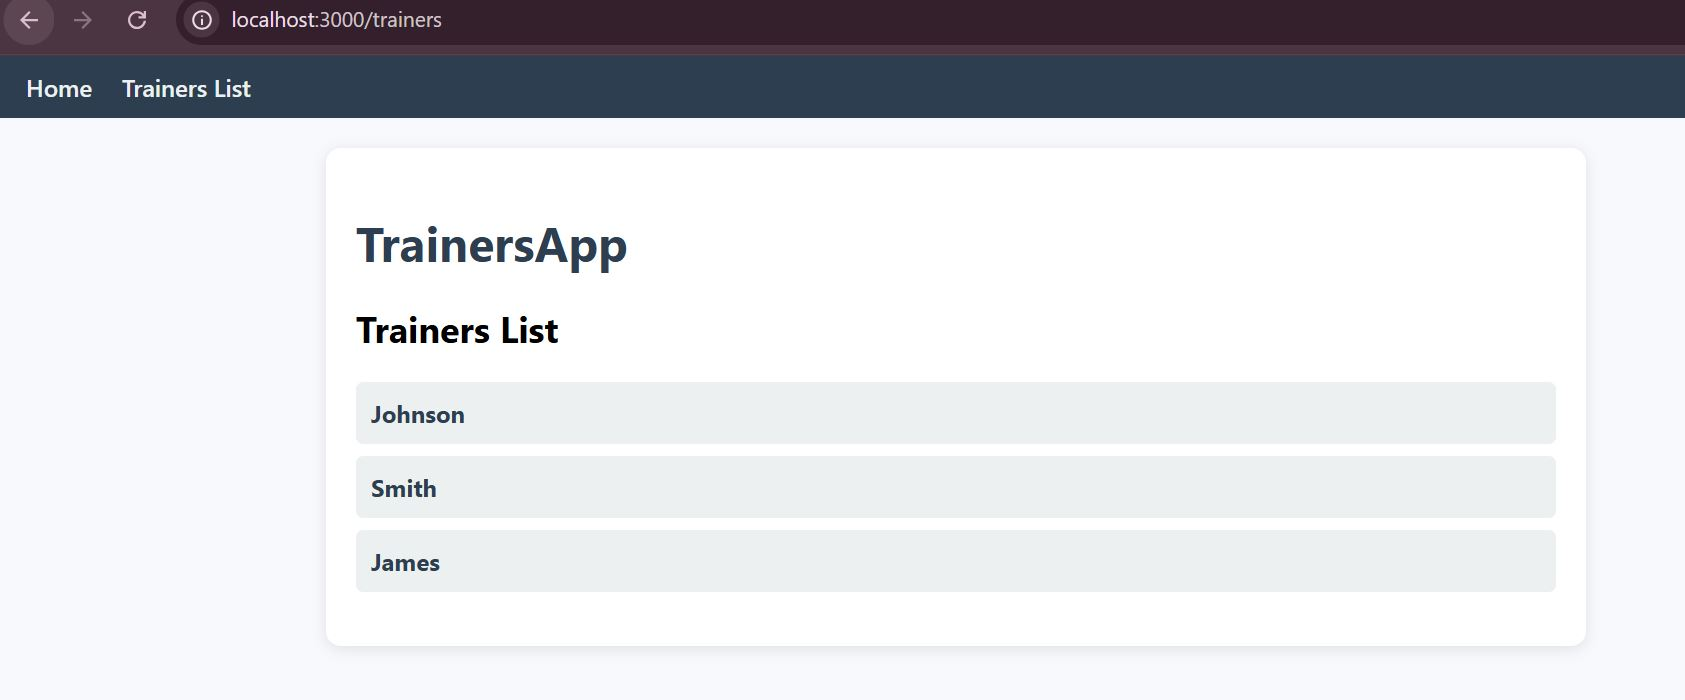 localhost:3000/trainers
Home Trainers List
TrainersApp
Trainers List
Johnson
Smith
James